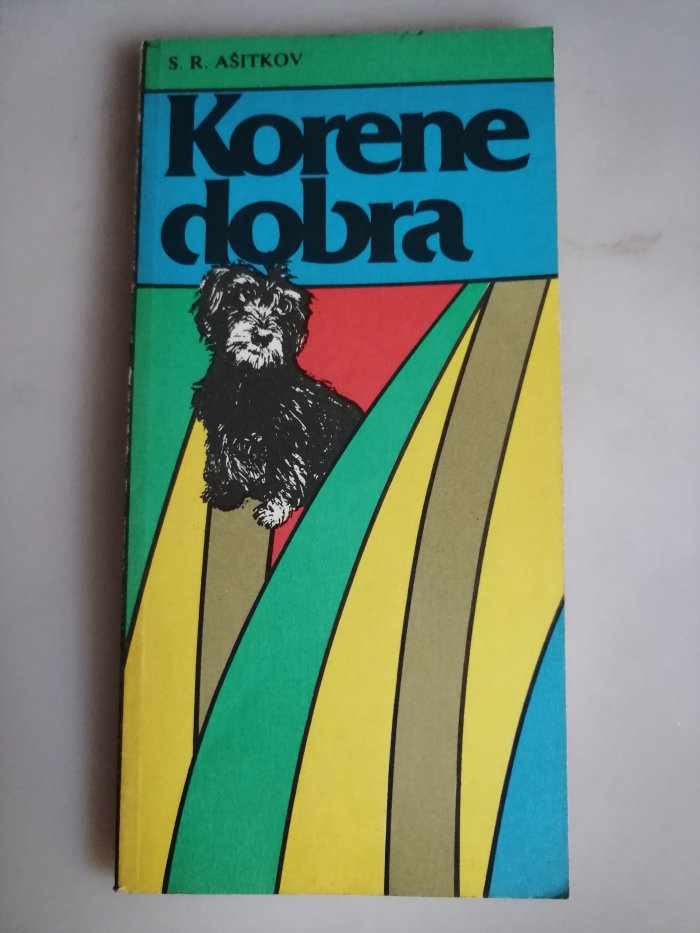 S. R. AŠITKOV
Korene
dobra